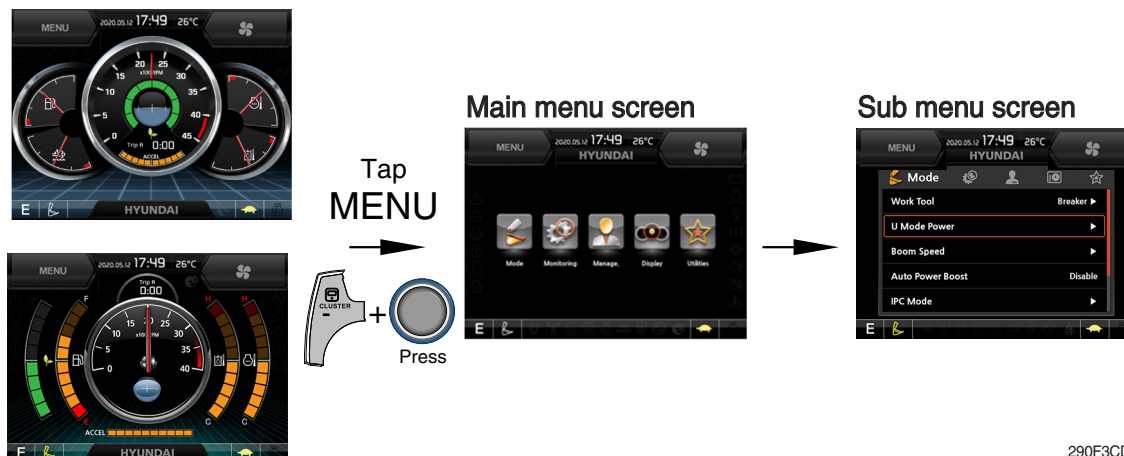 MENU
2020.05.12 17:49 26°C
20 25
15 x100 RPM 30
10 35
5 40
0 45
Trip A 0:00
ACCEL
E
HYUNDAI
MENU
2020.05.12 17:49 26°C
Trip A
0:00
F H H
15 20 25
10 x100 RPM 30
5 35
0 40
E C C
ACCEL
E HYUNDAI
Tap
MENU
CLUSTER
+
Press
Main menu screen
MENU
2020.05.12 17:49 26°C
HYUNDAI
Mode Monitoring Manage. Display Utilities
E
Sub menu screen
MENU
2020.05.12 17:49 26°C
HYUNDAI
Mode
Work Tool Breaker ▶
U Mode Power ▶
Boom Speed ▶
Auto Power Boost Disable
IPC Mode ▶
E
290F3CD